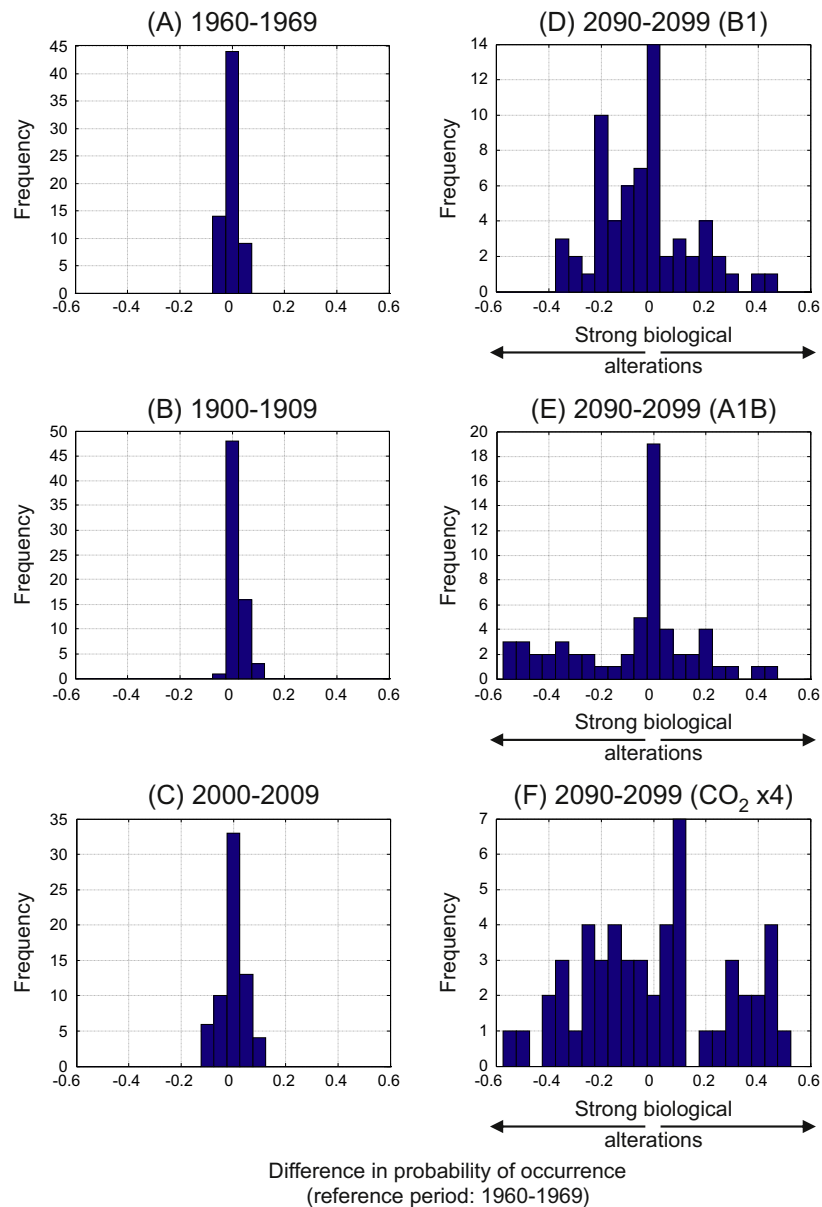 (A) 1960-1969
Frequency
45
40
35
30
25
20
15
10
5
0
-0.6 -0.4 -0.2 0 0.2 0.4 0.6
(D) 2090-2099 (B1)
Frequency
14
12
10
8
6
4
2
0
-0.6 -0.4 -0.2 0 0.2 0.4 0.6
Strong biological
alterations
(B) 1900-1909
Frequency
50
45
40
35
30
25
20
15
10
5
0
-0.6 -0.4 -0.2 0 0.2 0.4 0.6
(E) 2090-2099 (A1B)
Frequency
20
18
16
14
12
10
8
6
4
2
0
-0.6 -0.4 -0.2 0 0.2 0.4 0.6
Strong biological
alterations
(C) 2000-2009
Frequency
35
30
25
20
15
10
5
0
-0.6 -0.4 -0.2 0 0.2 0.4 0.6
(F) 2090-2099 (CO₂ x4)
Frequency
7
6
5
4
3
2
1
0
-0.6 -0.4 -0.2 0 0.2 0.4 0.6
Strong biological
alterations
Difference in probability of occurrence
(reference period: 1960-1969)